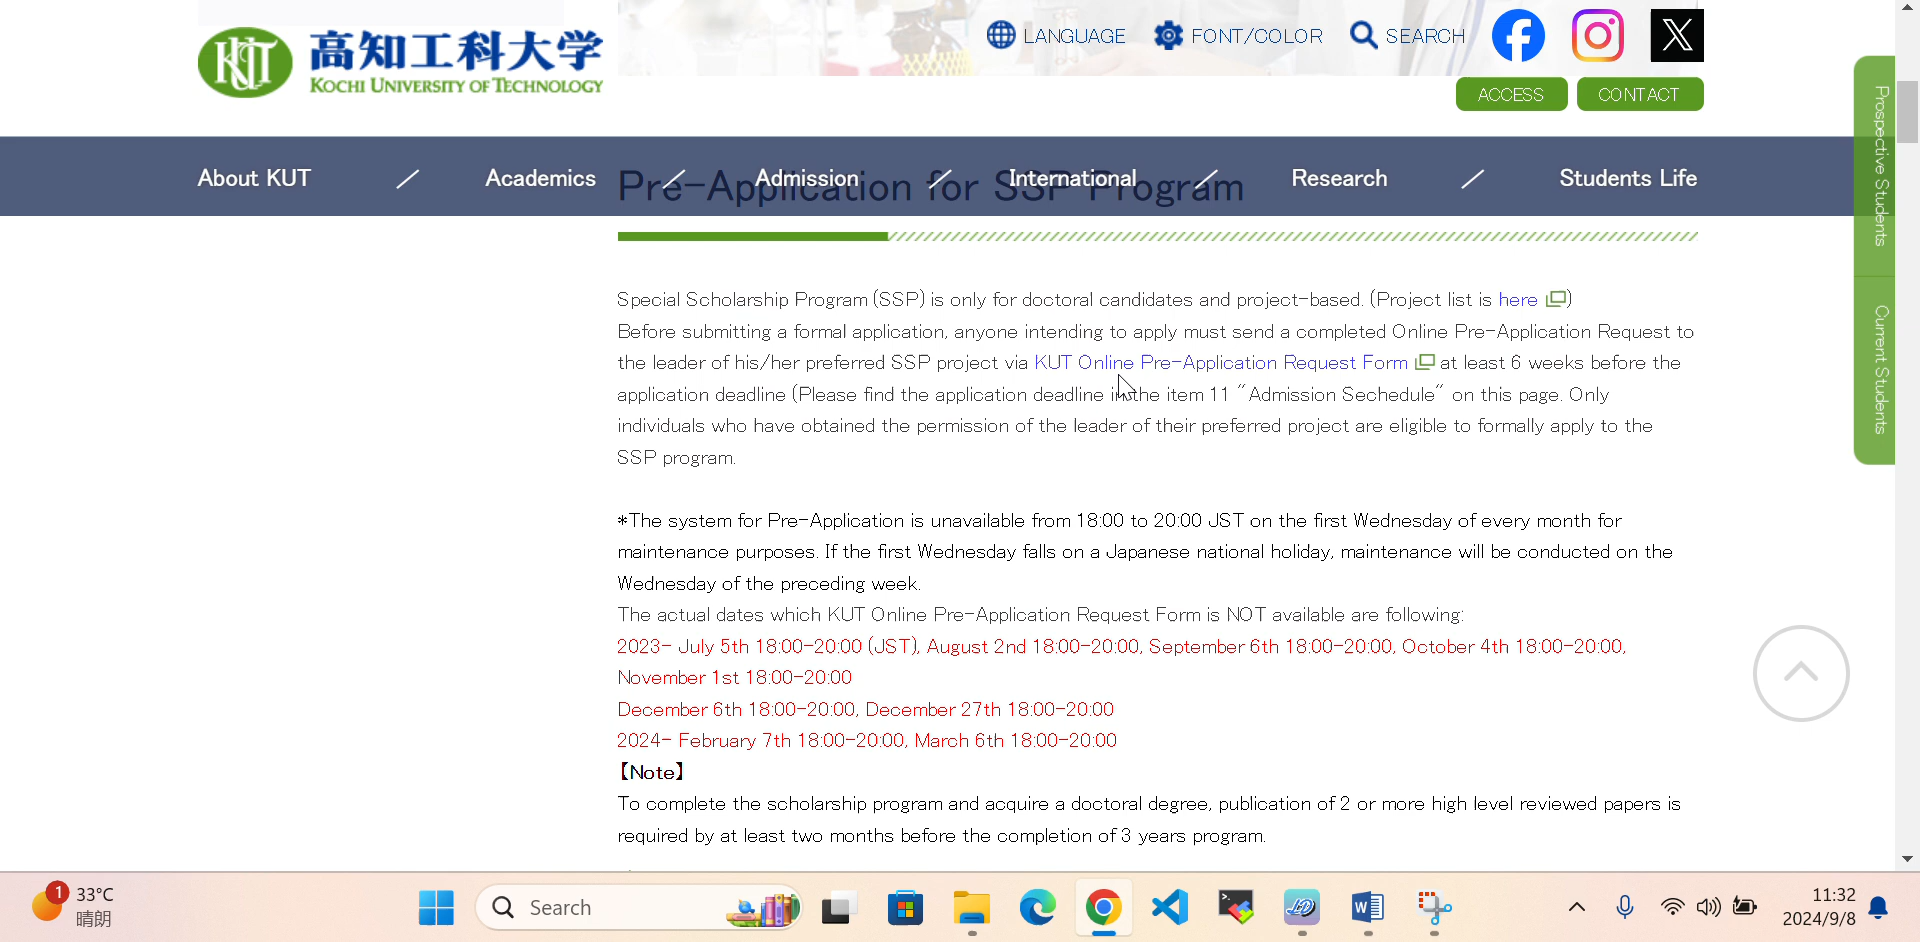 KUT
高知工科大学
KOCHI UNIVERSITY OF TECHNOLOGY
LANGUAGE
FONT/COLOR
SEARCH
ACCESS
CONTACT
About KUT
Academics
Admission
International
Research
Students Life
Pre-Application for SSP Program
Prospective Students
Current Students
Special Scholarship Program (SSP) is only for doctoral candidates and project-based. (Project list is here )
Before submitting a formal application, anyone intending to apply must send a completed Online Pre-Application Request to
the leader of his/her preferred SSP project via KUT Online Pre-Application Request Form at least 6 weeks before the
application deadline (Please find the application deadline in the item 11 "Admission Sechedule" on this page. Only
individuals who have obtained the permission of the leader of their preferred project are eligible to formally apply to the
SSP program.
*The system for Pre-Application is unavailable from 18:00 to 20:00 JST on the first Wednesday of every month for
maintenance purposes. If the first Wednesday falls on a Japanese national holiday, maintenance will be conducted on the
Wednesday of the preceding week.
The actual dates which KUT Online Pre-Application Request Form is NOT available are following:
2023- July 5th 18:00-20:00 (JST), August 2nd 18:00-20:00, September 6th 18:00-20:00, October 4th 18:00-20:00,
November 1st 18:00-20:00
December 6th 18:00-20:00, December 27th 18:00-20:00
2024- February 7th 18:00-20:00, March 6th 18:00-20:00
【Note】
To complete the scholarship program and acquire a doctoral degree, publication of 2 or more high level reviewed papers is
required by at least two months before the completion of 3 years program.
1
33°C
晴朗
Search
11:32
2024/9/8